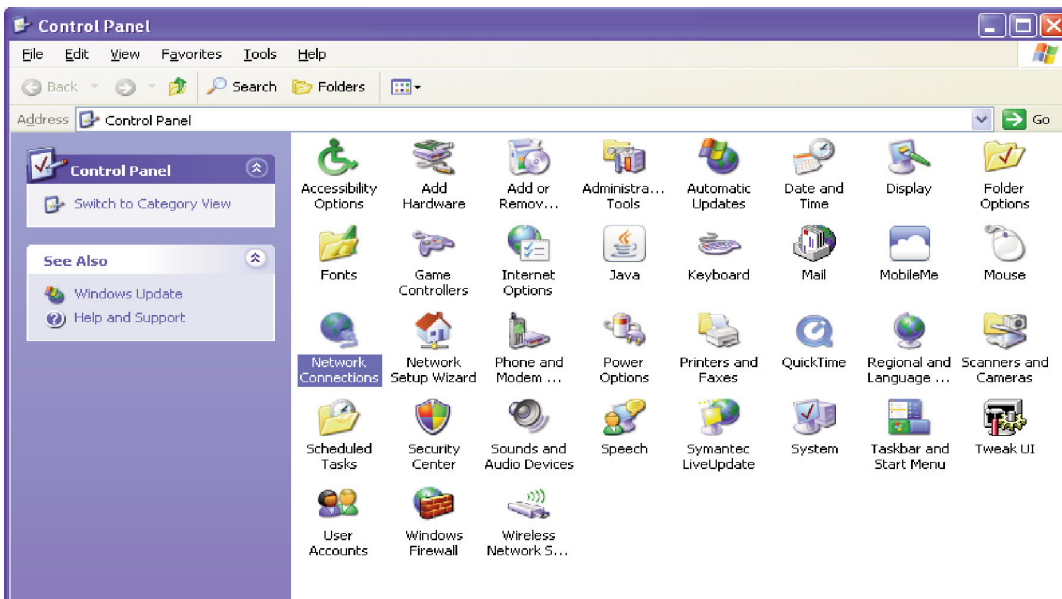 Control Panel
File Edit View Favorites Tools Help
Back Search Folders
Address Control Panel Go
Control Panel
Switch to Category View
See Also
Windows Update
Help and Support
Accessibility Options
Add Hardware
Add or Remov...
Administra... Tools
Automatic Updates
Date and Time
Display
Folder Options
Fonts
Game Controllers
Internet Options
Java
Keyboard
Mail
MobileMe
Mouse
Network Connections
Network Setup Wizard
Phone and Modem ...
Power Options
Printers and Faxes
QuickTime
Regional and Language ...
Scanners and Cameras
Scheduled Tasks
Security Center
Sounds and Audio Devices
Speech
Symantec LiveUpdate
System
Taskbar and Start Menu
Tweak UI
User Accounts
Windows Firewall
Wireless Network S...